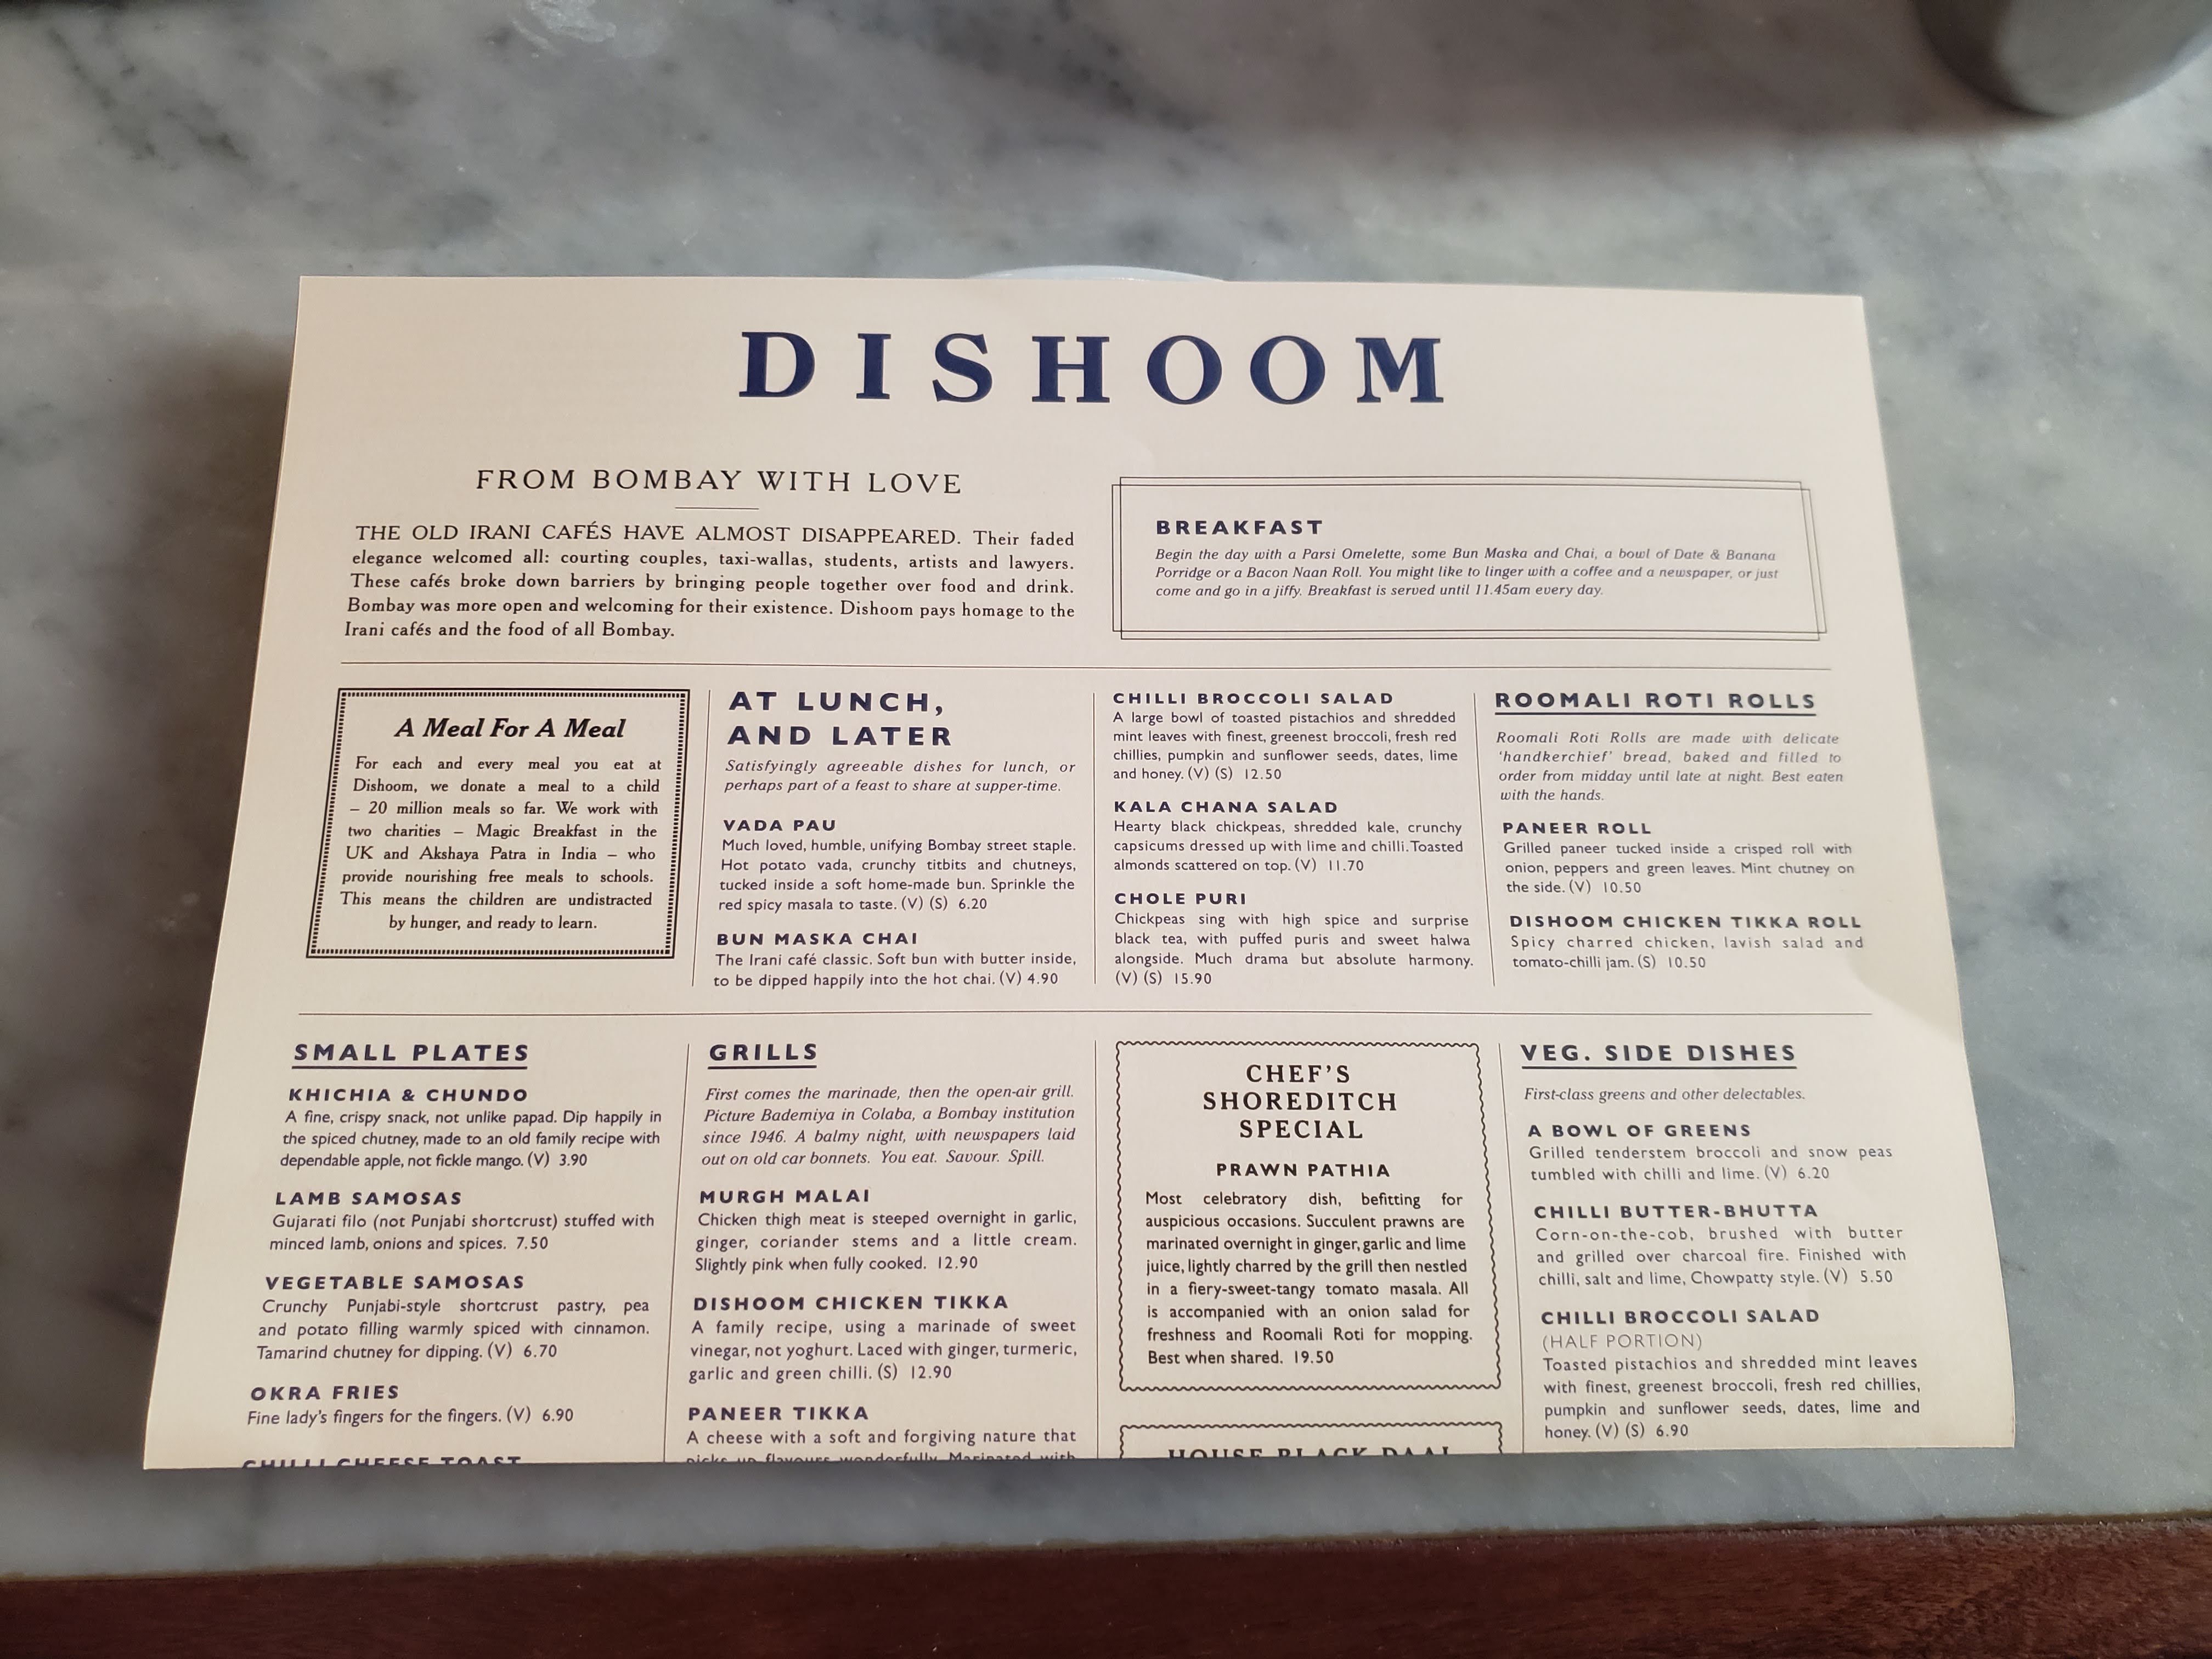 DISHOOM
FROM BOMBAY WITH LOVE
THE OLD IRANI CAFÉS HAVE ALMOST DISAPPEARED. Their faded
elegance welcomed all: courting couples, taxi-wallas, students, artists and lawyers.
These cafés broke down barriers by bringing people together over food and drink.
Bombay was more open and welcoming for their existence. Dishoom pays homage to the
Irani cafés and the food of all Bombay.
BREAKFAST
Begin the day with a Parsi Omelette, some Bun Maska and Chai, a bowl of Date & Banana
Porridge or a Bacon Naan Roll. You might like to linger with a coffee and a newspaper, or just
come and go in a jiffy. Breakfast is served until 11.45am every day.
A Meal For A Meal
For each and every meal you eat at
Dishoom, we donate a meal to a child
– 20 million meals so far. We work with
two charities – Magic Breakfast in the
UK and Akshaya Patra in India – who
provide nourishing free meals to schools.
This means the children are undistracted
by hunger, and ready to learn.
AT LUNCH,
AND LATER
Satisfyingly agreeable dishes for lunch, or
perhaps part of a feast to share at supper-time.
VADA PAU
Much loved, humble, unifying Bombay street staple.
Hot potato vada, crunchy titbits and chutneys,
tucked inside a soft home-made bun. Sprinkle the
red spicy masala to taste. (V) (S) 6.20
BUN MASKA CHAI
The Irani café classic. Soft bun with butter inside,
to be dipped happily into the hot chai. (V) 4.90
CHILLI BROCCOLI SALAD
A large bowl of toasted pistachios and shredded
mint leaves with finest, greenest broccoli, fresh red
chillies, pumpkin and sunflower seeds, dates, lime
and honey. (V) (S) 12.50
KALA CHANA SALAD
Hearty black chickpeas, shredded kale, crunchy
capsicums dressed up with lime and chilli. Toasted
almonds scattered on top. (V) 11.70
CHOLE PURI
Chickpeas sing with high spice and surprise
black tea, with puffed puris and sweet halwa
alongside. Much drama but absolute harmony.
(V) (S) 15.90
ROOMALI ROTI ROLLS
Roomali Roti Rolls are made with delicate
'handkerchief' bread, baked and filled to
order from midday until late at night. Best eaten
with the hands.
PANEER ROLL
Grilled paneer tucked inside a crisped roll with
onion, peppers and green leaves. Mint chutney on
the side. (V) 10.50
DISHOOM CHICKEN TIKKA ROLL
Spicy charred chicken, lavish salad and
tomato-chilli jam. (S) 10.50
SMALL PLATES
KHICHIA & CHUNDO
A fine, crispy snack, not unlike papad. Dip happily in
the spiced chutney, made to an old family recipe with
dependable apple, not fickle mango. (V) 3.90
LAMB SAMOSAS
Gujarati filo (not Punjabi shortcrust) stuffed with
minced lamb, onions and spices. 7.50
VEGETABLE SAMOSAS
Crunchy Punjabi-style shortcrust pastry, pea
and potato filling warmly spiced with cinnamon.
Tamarind chutney for dipping. (V) 6.70
OKRA FRIES
Fine lady's fingers for the fingers. (V) 6.90
CHILLI CHEESE TOAST
GRILLS
First comes the marinade, then the open-air grill.
Picture Bademiya in Colaba, a Bombay institution
since 1946. A balmy night, with newspapers laid
out on old car bonnets. You eat. Savour. Spill.
MURGH MALAI
Chicken thigh meat is steeped overnight in garlic,
ginger, coriander stems and a little cream.
Slightly pink when fully cooked. 12.90
DISHOOM CHICKEN TIKKA
A family recipe, using a marinade of sweet
vinegar, not yoghurt. Laced with ginger, turmeric,
garlic and green chilli. (S) 12.90
PANEER TIKKA
A cheese with a soft and forgiving nature that
picks up flavours wonderfully. Marinated with
CHEF'S
SHOREDITCH
SPECIAL
PRAWN PATHIA
Most celebratory dish, befitting for
auspicious occasions. Succulent prawns are
marinated overnight in ginger, garlic and lime
juice, lightly charred by the grill then nestled
in a fiery-sweet-tangy tomato masala. All
is accompanied with an onion salad for
freshness and Roomali Roti for mopping.
Best when shared. 19.50
HOUSE BLACK DAAL
VEG. SIDE DISHES
First-class greens and other delectables.
A BOWL OF GREENS
Grilled tenderstem broccoli and snow peas
tumbled with chilli and lime. (V) 6.20
CHILLI BUTTER-BHUTTA
Corn-on-the-cob, brushed with butter
and grilled over charcoal fire. Finished with
chilli, salt and lime, Chowpatty style. (V) 5.50
CHILLI BROCCOLI SALAD
(HALF PORTION)
Toasted pistachios and shredded mint leaves
with finest, greenest broccoli, fresh red chillies,
pumpkin and sunflower seeds, dates, lime and
honey. (V) (S) 6.90